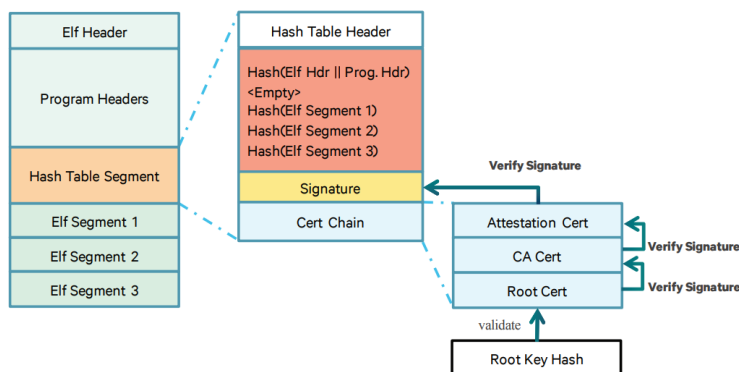 Elf Header
Program Headers
Hash Table Segment
Elf Segment 1
Elf Segment 2
Elf Segment 3
Hash Table Header
Hash(Elf Hdr || Prog. Hdr)
<Empty>
Hash(Elf Segment 1)
Hash(Elf Segment 2)
Hash(Elf Segment 3)
Signature
Cert Chain
Verify Signature
Attestation Cert
CA Cert
Root Cert
Verify Signature
Verify Signature
validate
Root Key Hash